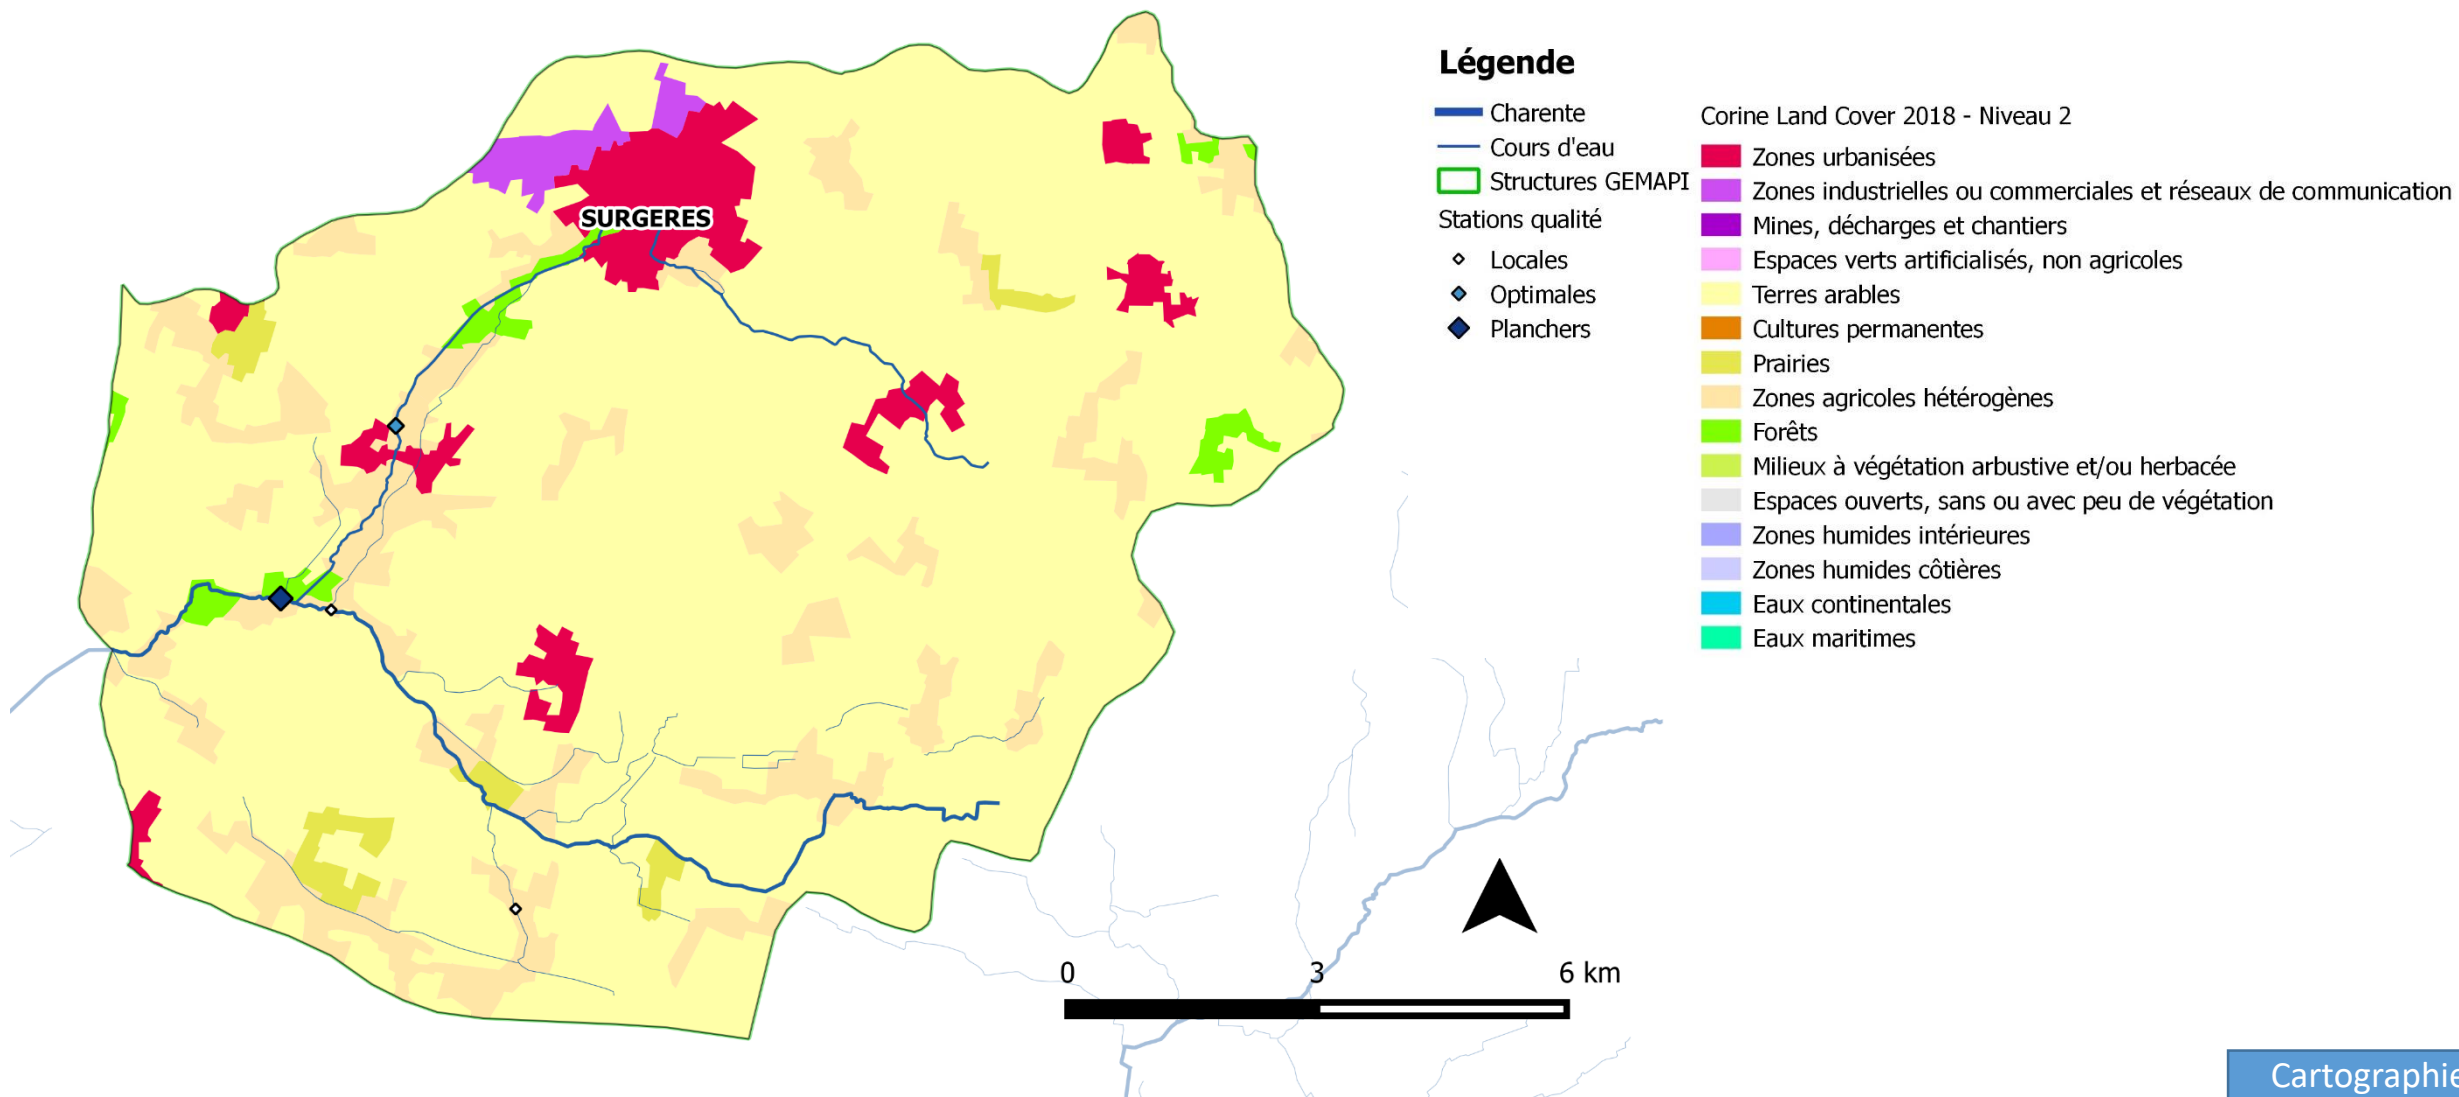 SURGERES
Légende
Charente
Cours d'eau
Structures GEMAPI
Stations qualité
Locales
Optimales
Planchers
Corine Land Cover 2018 - Niveau 2
Zones urbanisées
Zones industrielles ou commerciales et réseaux de communication
Mines, décharges et chantiers
Espaces verts artificialisés, non agricoles
Terres arables
Cultures permanentes
Prairies
Zones agricoles hétérogènes
Forêts
Milieux à végétation arbustive et/ou herbacée
Espaces ouverts, sans ou avec peu de végétation
Zones humides intérieures
Zones humides côtières
Eaux continentales
Eaux maritimes
0 3 6 km
Cartographie